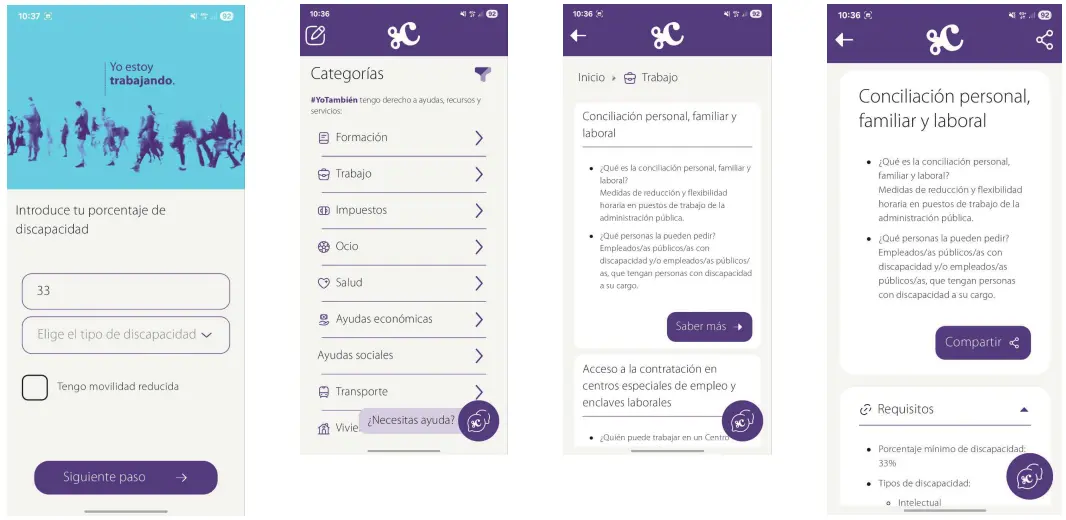 10:37
92
Yo estoy
trabajando.
Introduce tu porcentaje de
discapacidad
33
Elige el tipo de discapacidad
Tengo movilidad reducida
Siguiente paso
10:36
92
Categorías
#YoTambién tengo derecho a ayudas, recursos y
servicios:
Formación
Trabajo
Impuestos
Ocio
Salud
Ayudas económicas
Ayudas sociales
Transporte
Vivie
¿Necesitas ayuda?
10:36
92
Inicio
Trabajo
Conciliación personal, familiar y
laboral
¿Qué es la conciliación personal, familiar y
laboral?
Medidas de reducción y flexibilidad
horaria en puestos de trabajo de la
administración pública.
¿Qué personas la pueden pedir?
Empleados/as públicos/as con
discapacidad y/o empleados/as públicos/
as, que tengan personas con discapacidad
a su cargo.
Saber más
Acceso a la contratación en
centros especiales de empleo y
enclaves laborales
¿Quién puede trabajar en un Centro
10:36
92
Conciliación personal,
familiar y laboral
¿Qué es la conciliación personal,
familiar y laboral?
Medidas de reducción y flexibilidad
horaria en puestos de trabajo de la
administración pública.
¿Qué personas la pueden pedir?
Empleados/as públicos/as con
discapacidad y/o empleados/as
públicos/as, que tengan personas
con discapacidad a su cargo.
Compartir
Requisitos
Porcentaje mínimo de discapacidad:
33%
Tipos de discapacidad:
Intelectual